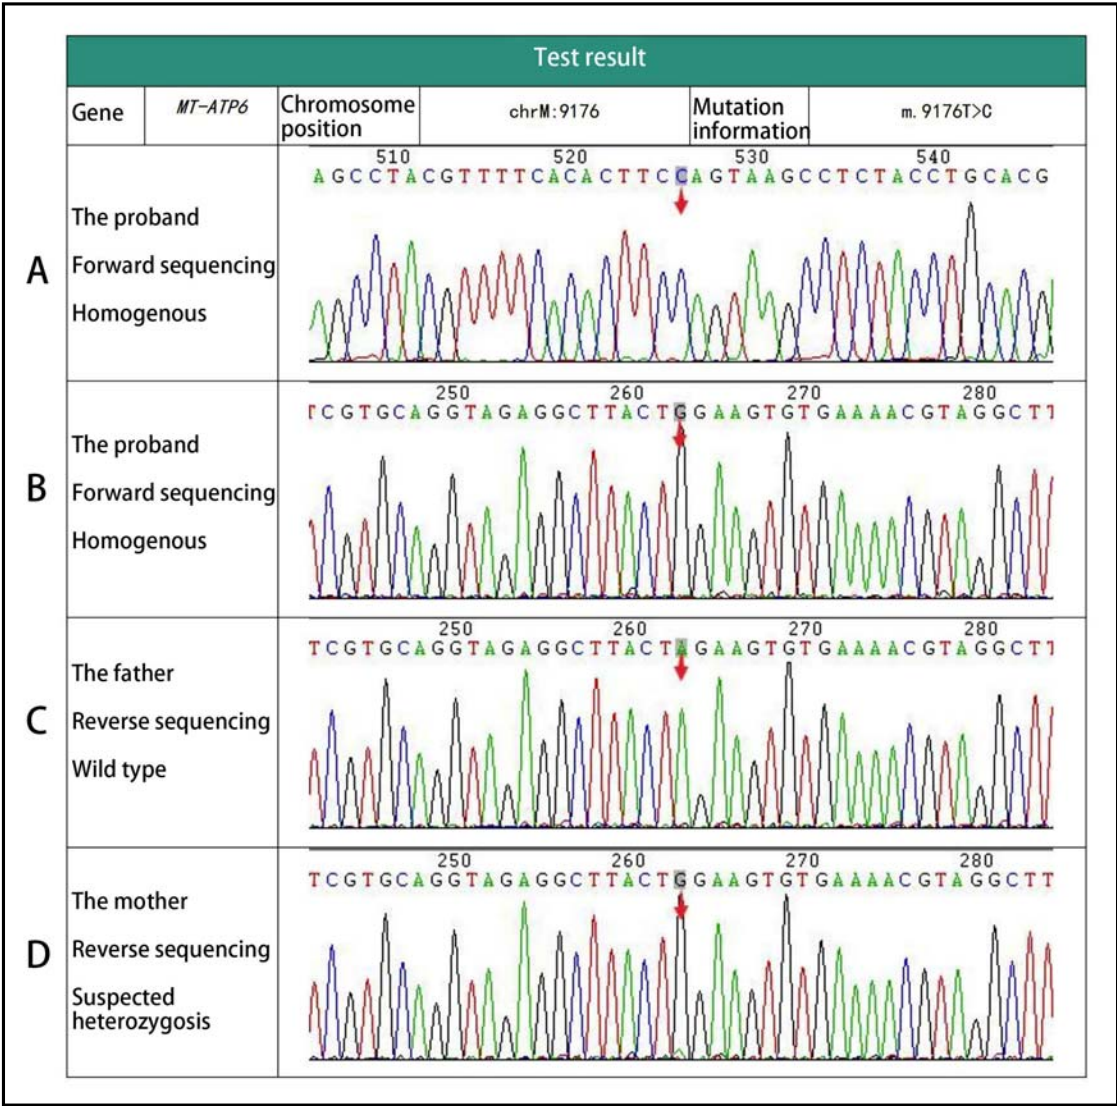 Test result
Gene MT-ATP6 Chromosome position chrM:9176 Mutation information m.9176T>C
A
The proband
Forward sequencing
Homogenous
510 520 530 540
AGCCTACGTTTTCACACTTCCAGTAAGCCTCTACCTGCACG
B
The proband
Forward sequencing
Homogenous
250 260 270 280
TCGTGCAGGTAGAGGCTTACTGGAAGTGTGAAAACGTAGGCTT
C
The father
Reverse sequencing
Wild type
250 260 270 280
TCGTGCAGGTAGAGGCTTACTAGAAGTGTGAAAACGTAGGCTT
D
The mother
Reverse sequencing
Suspected
heterozygosis
250 260 270 280
TCGTGCAGGTAGAGGCTTACTGGAAGTGTGAAAACGTAGGCTT